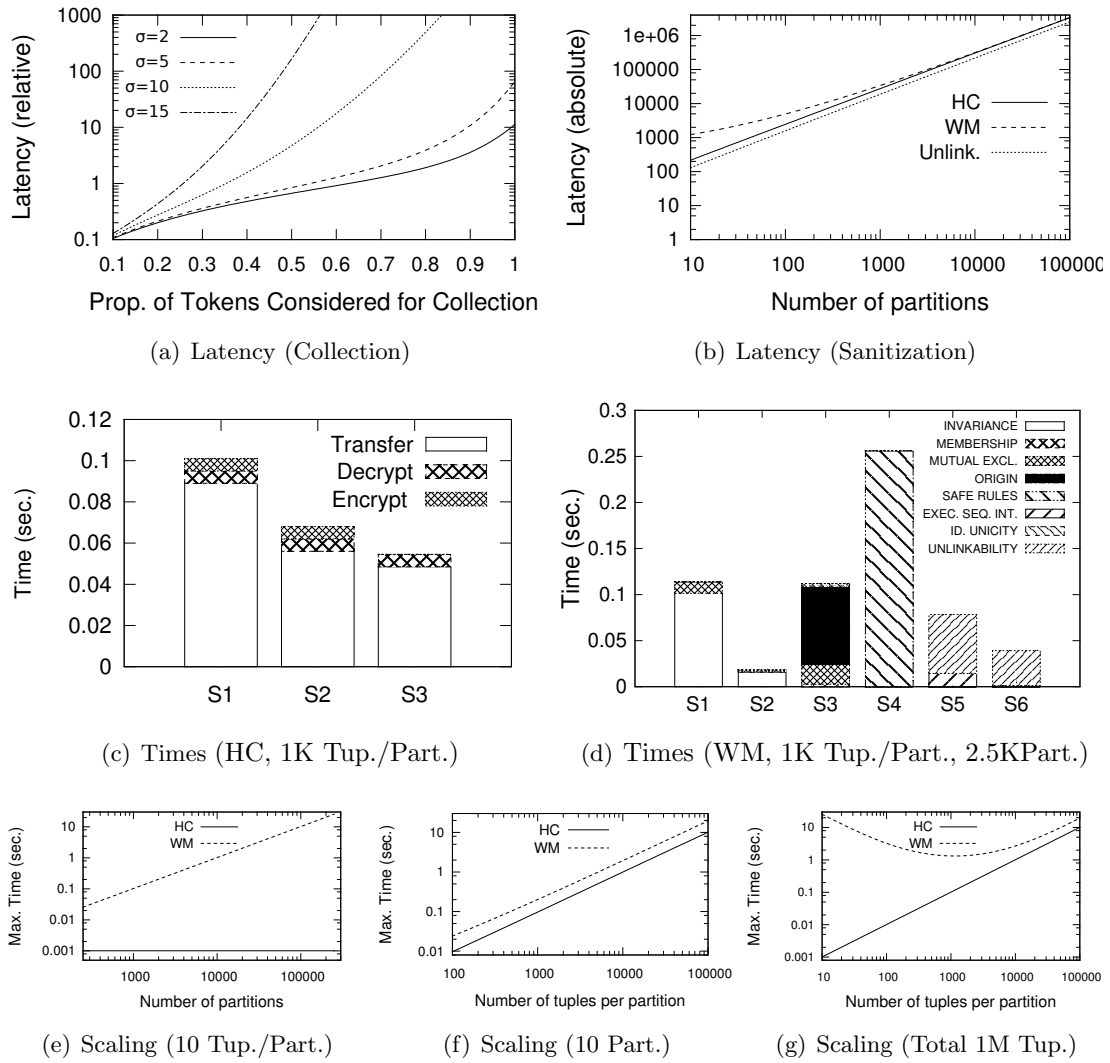 Latency (relative)
1000
100
10
1
0.1
σ=2
σ=5
σ=10
σ=15
0.1 0.2 0.3 0.4 0.5 0.6 0.7 0.8 0.9 1
Prop. of Tokens Considered for Collection
(a) Latency (Collection)
Latency (absolute)
1e+06
100000
10000
1000
100
10
1
HC
WM
Unlink.
10 100 1000 10000 100000
Number of partitions
(b) Latency (Sanitization)
Time (sec.)
0.12
0.1
0.08
0.06
0.04
0.02
0
Transfer
Decrypt
Encrypt
S1 S2 S3
(c) Times (HC, 1K Tup./Part.)
Time (sec.)
0.3
0.25
0.2
0.15
0.1
0.05
0
INVARIANCE
MEMBERSHIP
MUTUAL EXCL.
ORIGIN
SAFE RULES
EXEC. SEQ. INT.
ID. UNICITY
UNLINKABILITY
S1 S2 S3 S4 S5 S6
(d) Times (WM, 1K Tup./Part., 2.5KPart.)
Max. Time (sec.)
10
1
0.1
0.01
0.001
HC
WM
1000 10000 100000
Number of partitions
(e) Scaling (10 Tup./Part.)
Max. Time (sec.)
10
1
0.1
0.01
HC
WM
100 1000 10000 100000
Number of tuples per partition
(f) Scaling (10 Part.)
Max. Time (sec.)
10
1
0.1
0.01
0.001
HC
WM
10 100 1000 10000 100000
Number of tuples per partition
(g) Scaling (Total 1M Tup.)